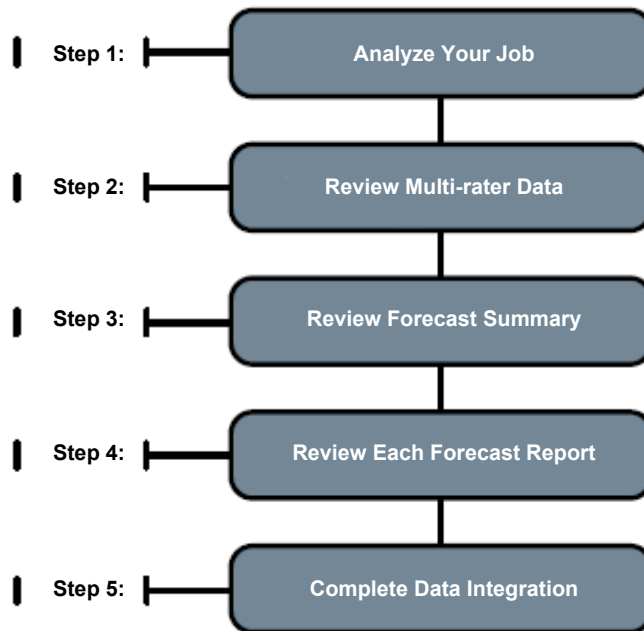 Step 1: Analyze Your Job
Step 2: Review Multi-rater Data
Step 3: Review Forecast Summary
Step 4: Review Each Forecast Report
Step 5: Complete Data Integration